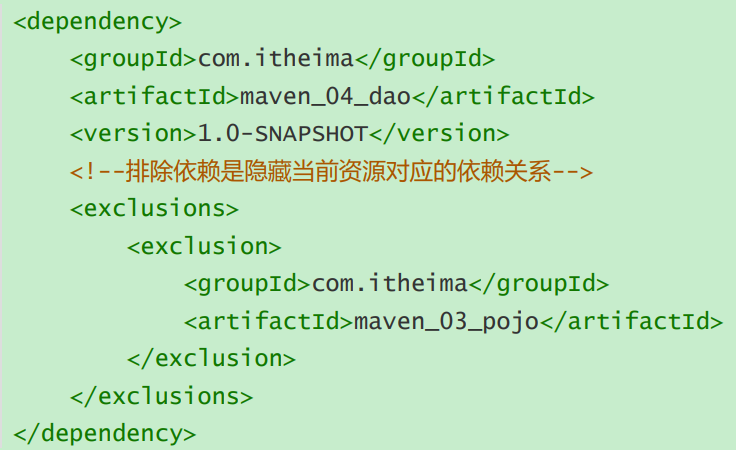 <dependency>
    <groupId>com.itheima</groupId>
    <artifactId>maven_04_dao</artifactId>
    <version>1.0-SNAPSHOT</version>
    <!--排除依赖是隐藏当前资源对应的依赖关系-->
    <exclusions>
        <exclusion>
            <groupId>com.itheima</groupId>
            <artifactId>maven_03_pojo</artifactId>
        </exclusion>
    </exclusions>
</dependency>